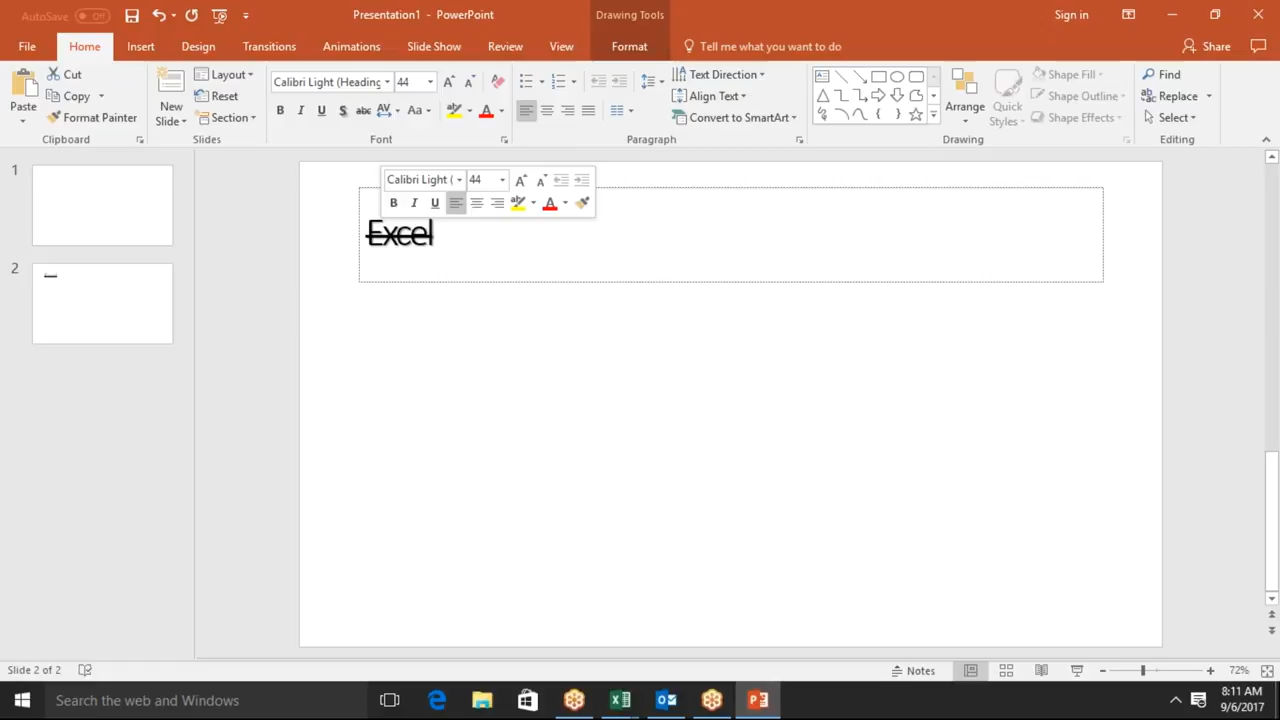 AutoSave Off
Presentation1 - PowerPoint
Drawing Tools
Sign in
File Home Insert Design Transitions Animations Slide Show Review View Format Tell me what you want to do Share
Paste
Cut
Copy
Format Painter
Clipboard
New
Slide
Layout
Reset
Section
Slides
Calibri Light (Heading 44
B I U S abc AV Aa A
Font
Text Direction
Align Text
Convert to SmartArt
Paragraph
Arrange
Quick
Styles
Shape Fill
Shape Outline
Shape Effects
Drawing
Find
Replace
Select
Editing
1
2
Calibri Light ( 44
B I U A
Excel
Slide 2 of 2
Notes
72%
Search the web and Windows
8:11 AM
9/6/2017